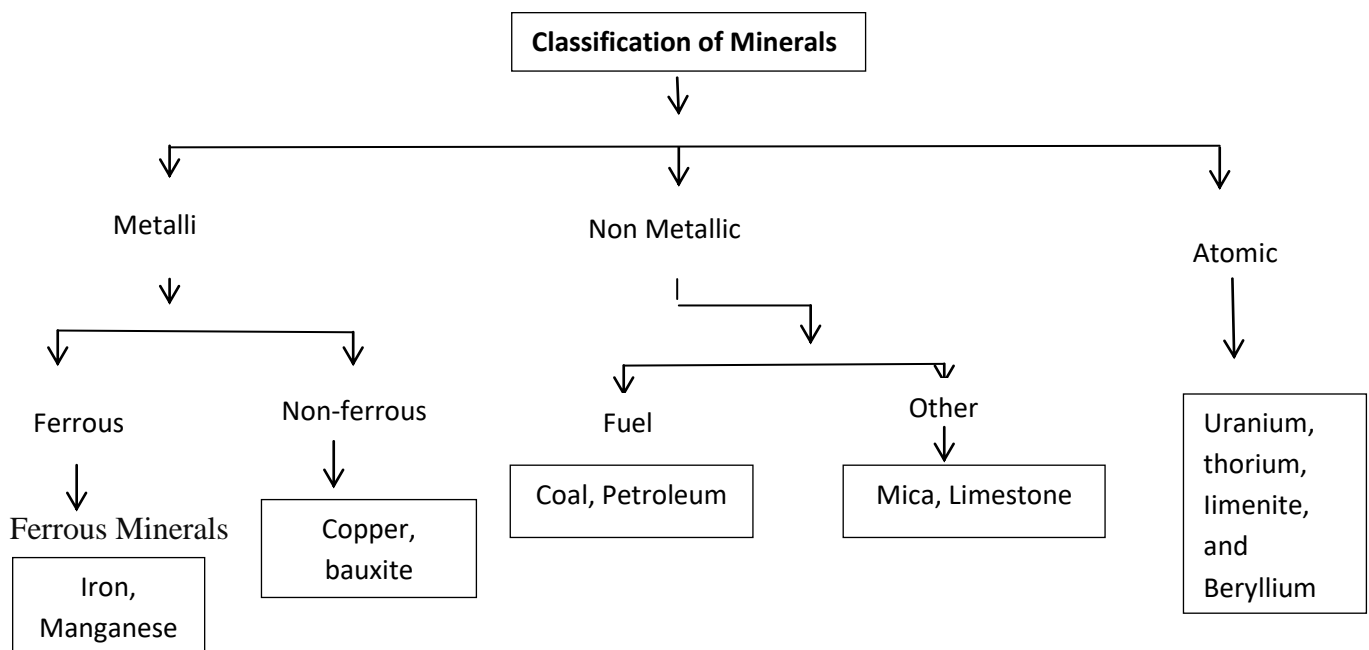 Classification of Minerals
Metalli
Non Metallic
Atomic
Ferrous
Non-ferrous
Fuel
Other
Ferrous Minerals
Iron,
Manganese
Copper,
bauxite
Coal, Petroleum
Mica, Limestone
Uranium,
thorium,
limenite,
and
Beryllium